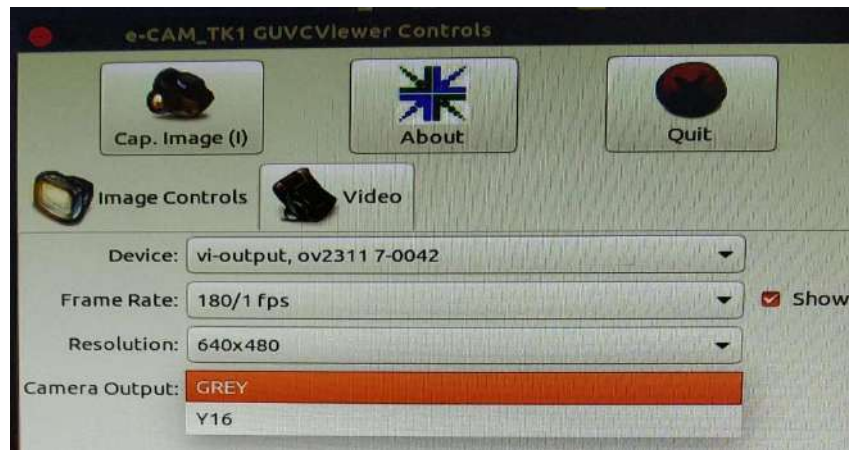 e-CAM_TK1 GUVCViewer Controls
Cap. Image (I)
About
Quit
Image Controls
Video
Device: vi-output, ov2311 7-0042
Frame Rate: 180/1 fps
Show
Resolution: 640x480
Camera Output: GREY
Y16